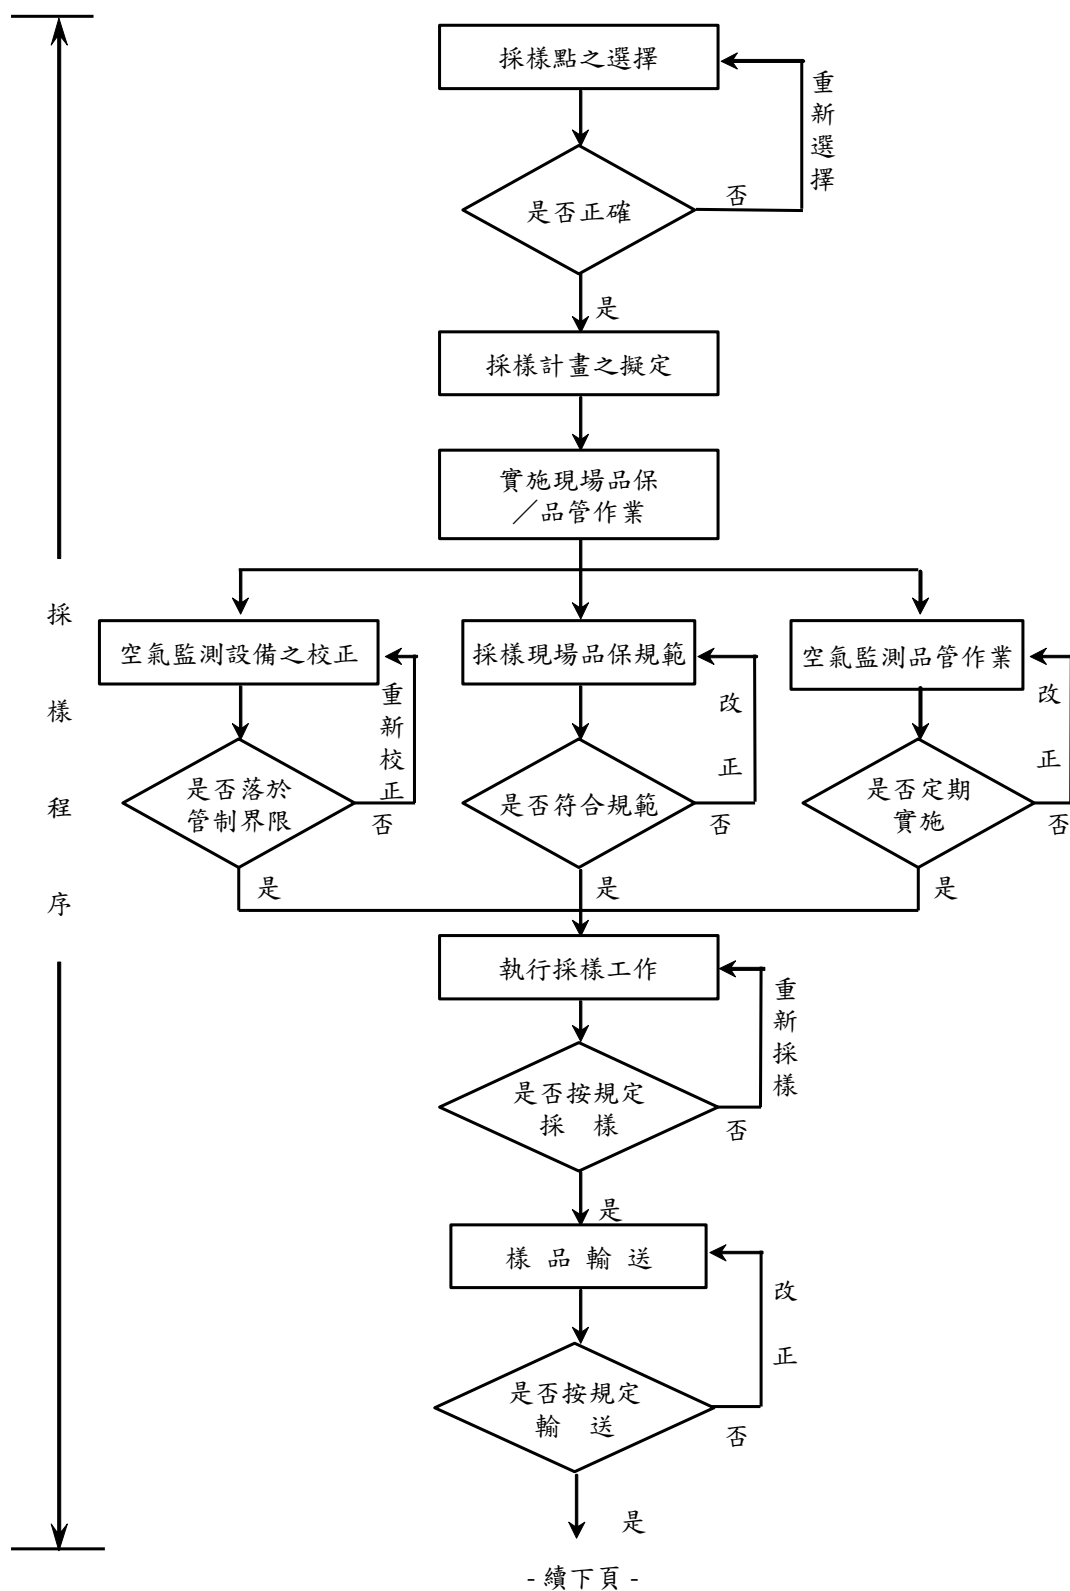 採樣點之選擇
重新選擇
是否正確
否
是
採樣計畫之擬定
實施現場品保
／品管作業
採樣程序
空氣監測設備之校正
採樣現場品保規範
空氣監測品管作業
重新校正
改正
改正
是否落於
管制界限
否
是否符合規範
否
是否定期
實施
否
是
是
是
執行採樣工作
重新採樣
是否按規定
採 樣
否
是
樣 品 輸 送
改正
是否按規定
輸 送
否
是
- 續下頁 -